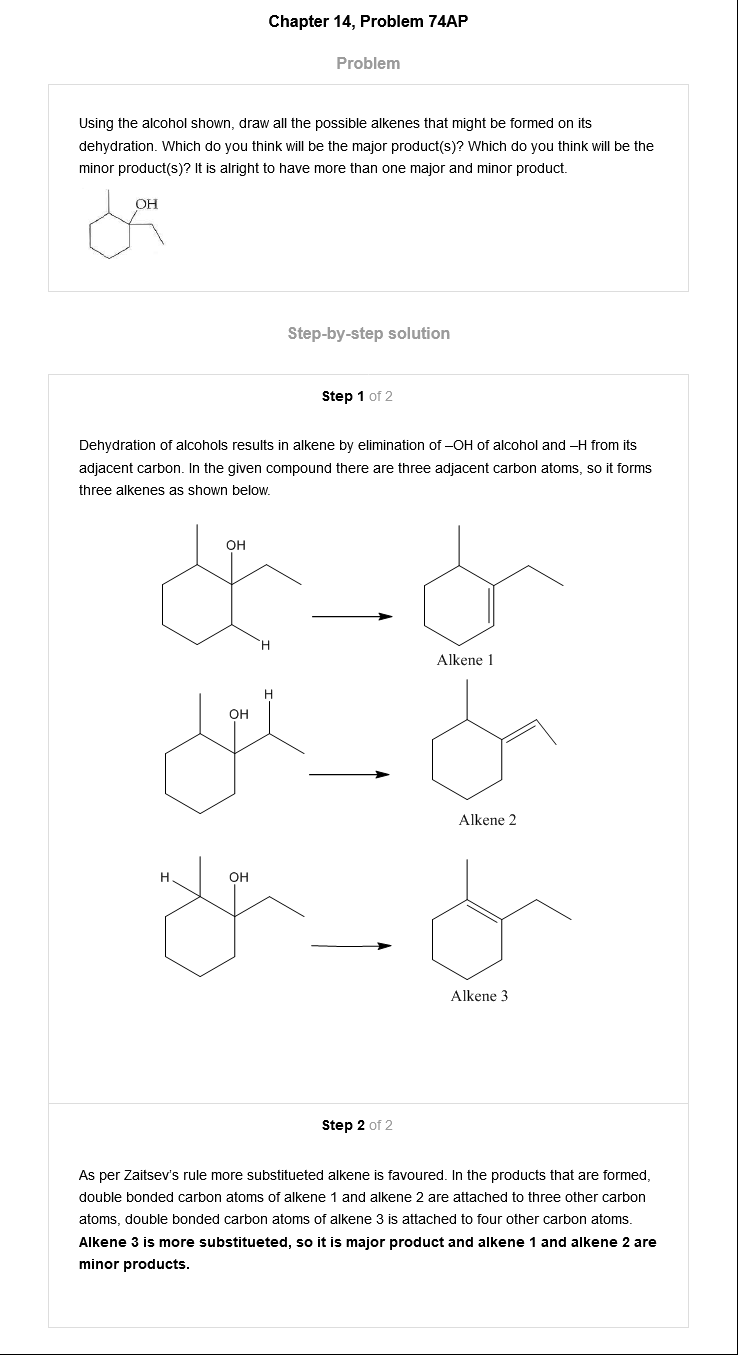 Chapter 14, Problem 74AP
Problem
Using the alcohol shown, draw all the possible alkenes that might be formed on its
dehydration. Which do you think will be the major product(s)? Which do you think will be the
minor product(s)? It is alright to have more than one major and minor product.
OH
Step-by-step solution
Step 1 of 2
Dehydration of alcohols results in alkene by elimination of –OH of alcohol and –H from its
adjacent carbon. In the given compound there are three adjacent carbon atoms, so it forms
three alkenes as shown below.
OH
H
Alkene 1
H
OH
Alkene 2
H OH
Alkene 3
Step 2 of 2
As per Zaitsev's rule more substitueted alkene is favoured. In the products that are formed,
double bonded carbon atoms of alkene 1 and alkene 2 are attached to three other carbon
atoms, double bonded carbon atoms of alkene 3 is attached to four other carbon atoms.
Alkene 3 is more substitueted, so it is major product and alkene 1 and alkene 2 are
minor products.